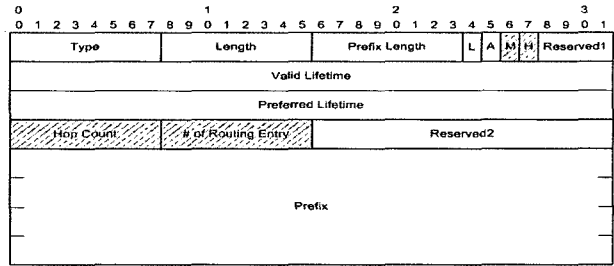 0 1 2 3
0 1 2 3 4 5 6 7 8 9 0 1 2 3 4 5 6 7 8 9 0 1 2 3 4 5 6 7 8 9 0 1
Type Length Prefix Length L A M H Reserved1
Valid Lifetime
Preferred Lifetime
Hop Count # of Routing Entry Reserved2
Prefix